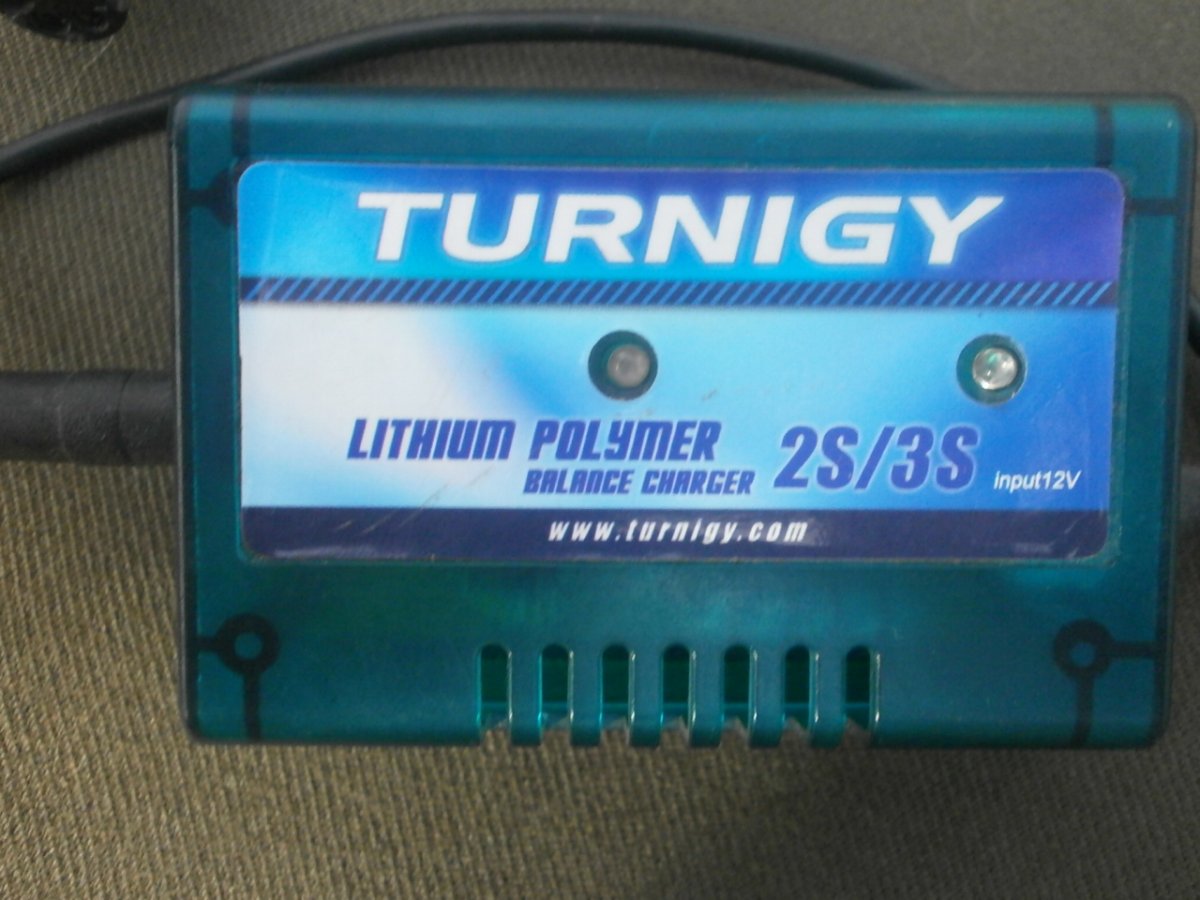 TURNIGY
LITHIUM POLYMER 2S/3S
BALANCE CHARGER input12V
www.turnigy.com